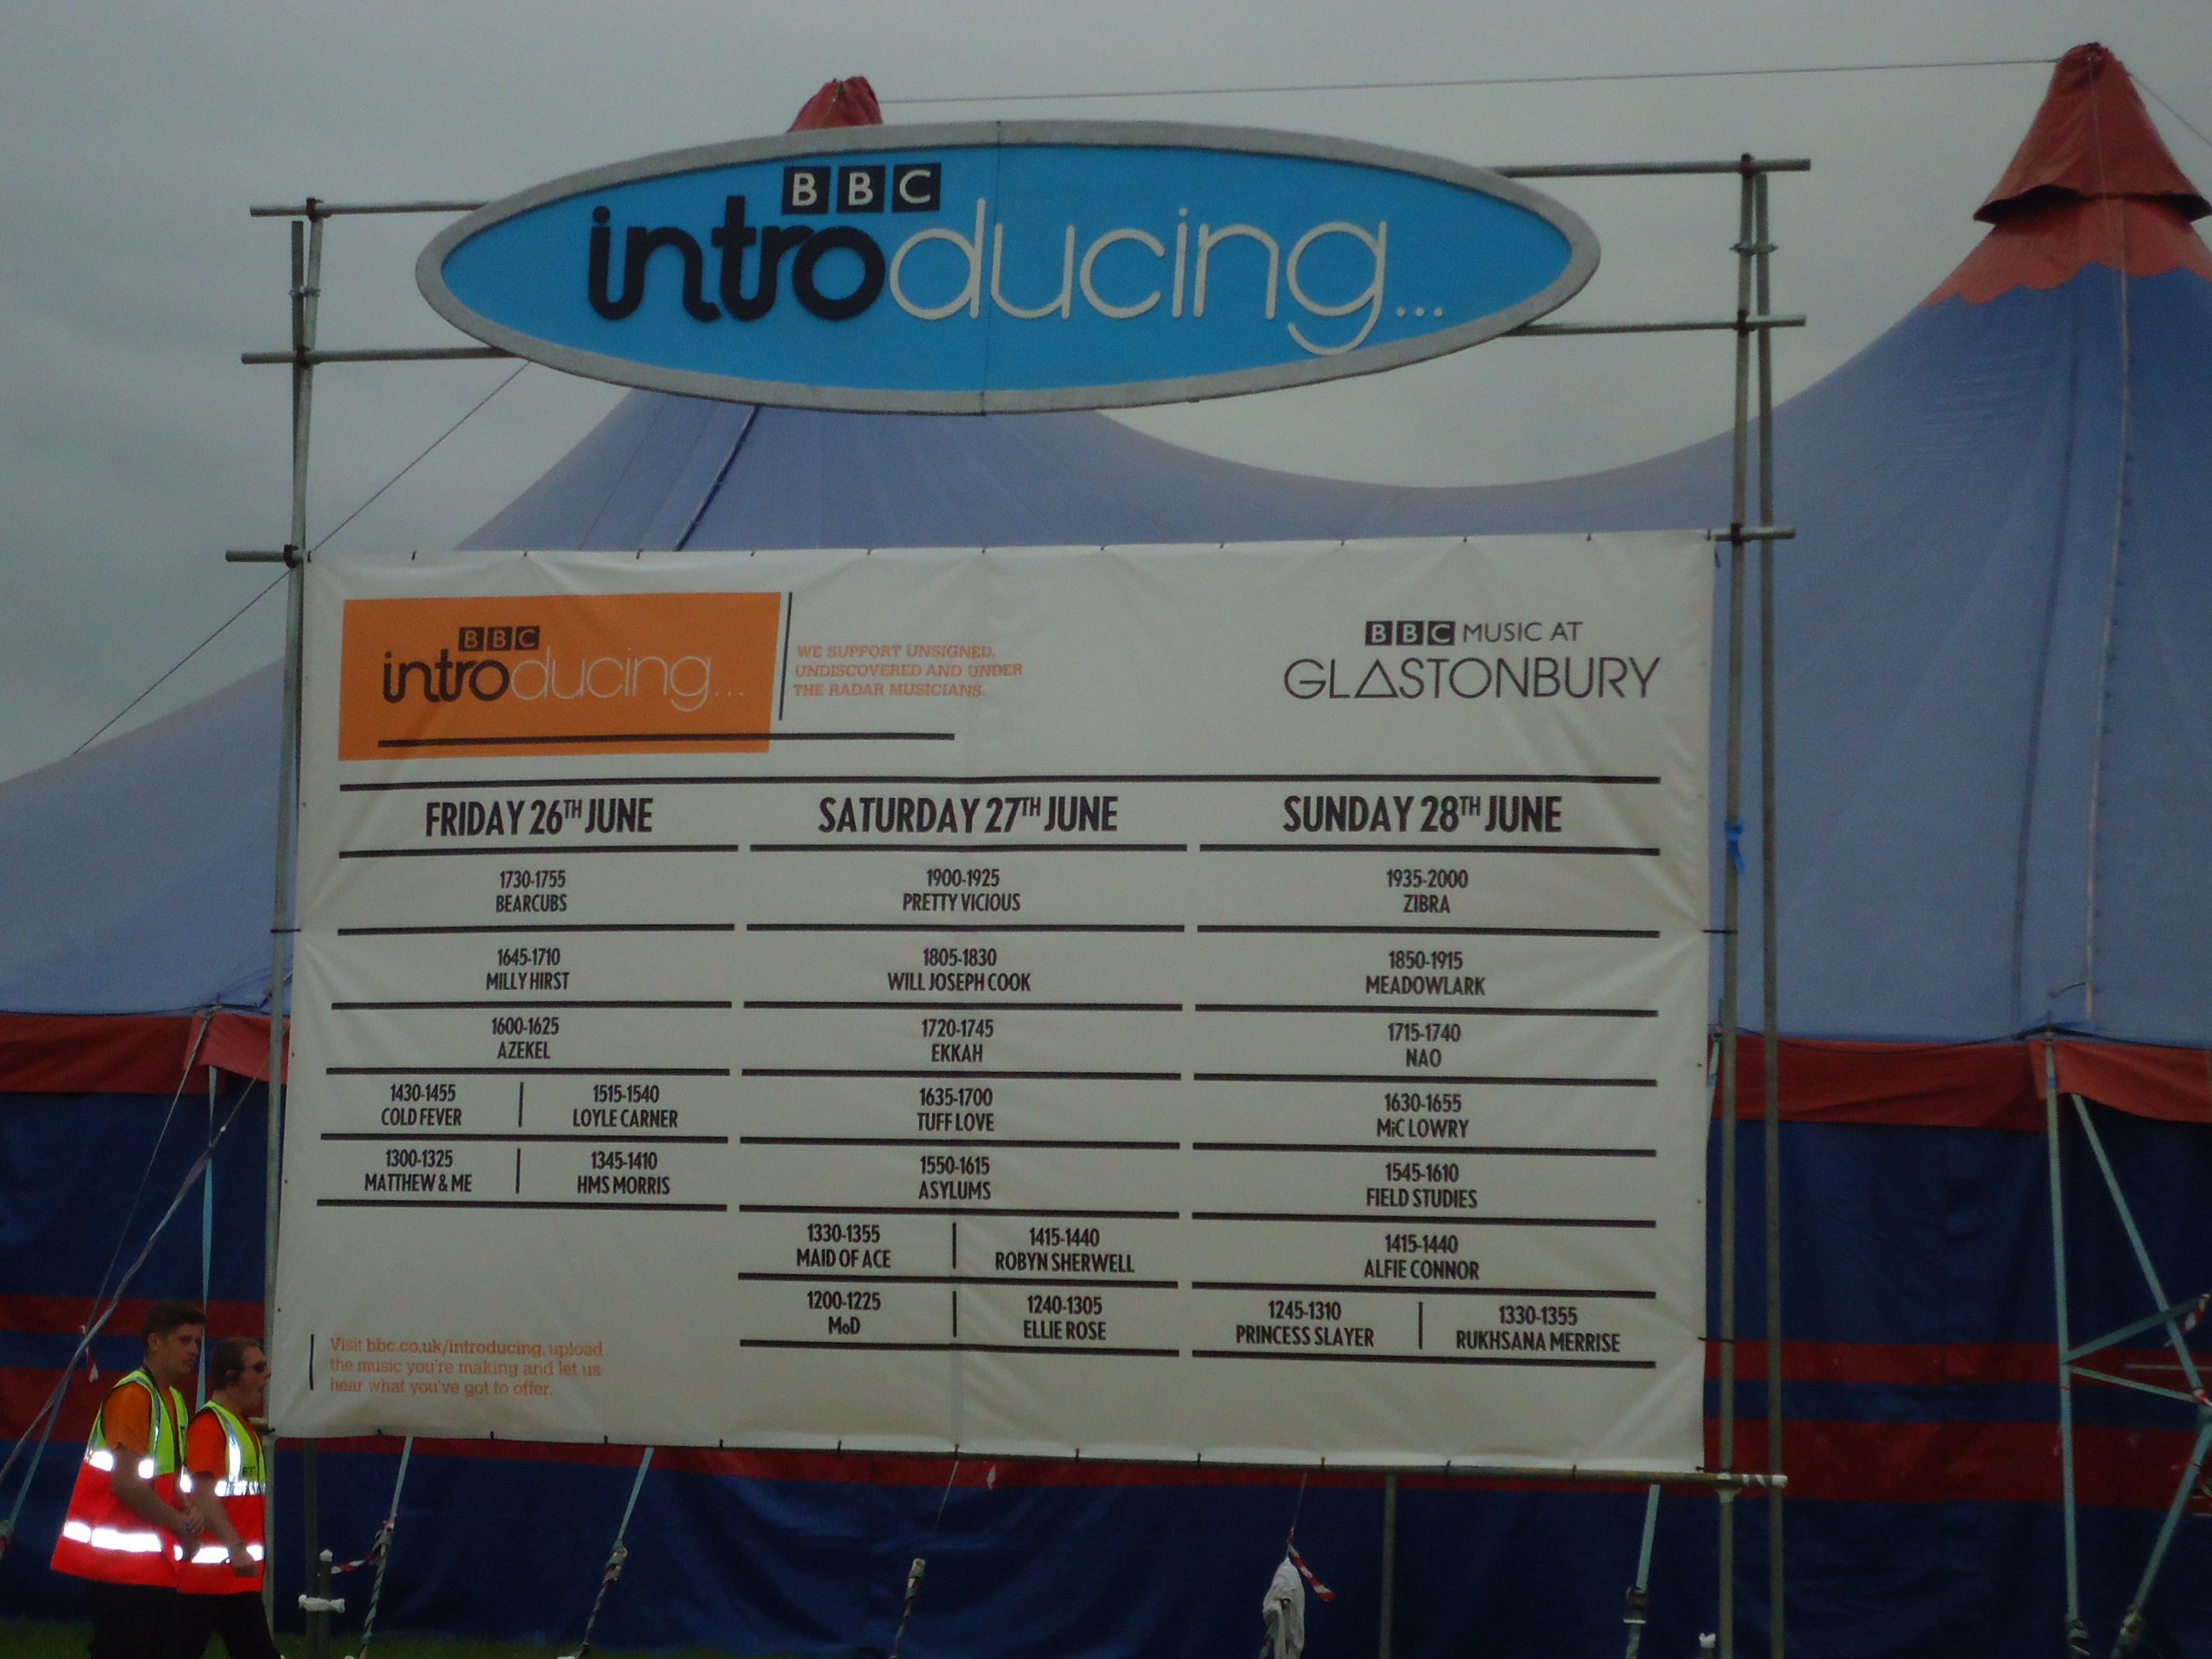 BBC
introducing...
BBC
introducing...
WE SUPPORT UNSIGNED,
UNDISCOVERED AND UNDER
THE RADAR MUSICIANS.
BBC MUSIC AT
GLASTONBURY
FRIDAY 26TH JUNE
1730-1755
BEARCUBS
1645-1710
MILLY HIRST
1600-1625
AZEKEL
1430-1455
COLD FEVER
1515-1540
LOYLE CARNER
1300-1325
MATTHEW & ME
1345-1410
HMS MORRIS
SATURDAY 27TH JUNE
1900-1925
PRETTY VICIOUS
1805-1830
WILL JOSEPH COOK
1720-1745
EKKAH
1635-1700
TUFF LOVE
1550-1615
ASYLUMS
1330-1355
MAID OF ACE
1415-1440
ROBYN SHERWELL
1200-1225
MoD
1240-1305
ELLIE ROSE
SUNDAY 28TH JUNE
1935-2000
ZIBRA
1850-1915
MEADOWLARK
1715-1740
NAO
1630-1655
MiC LOWRY
1545-1610
FIELD STUDIES
1415-1440
ALFIE CONNOR
1245-1310
PRINCESS SLAYER
1330-1355
RUKHSANA MERRISE
Visit bbc.co.uk/introducing, upload
the music you're making and let us
hear what you've got to offer.